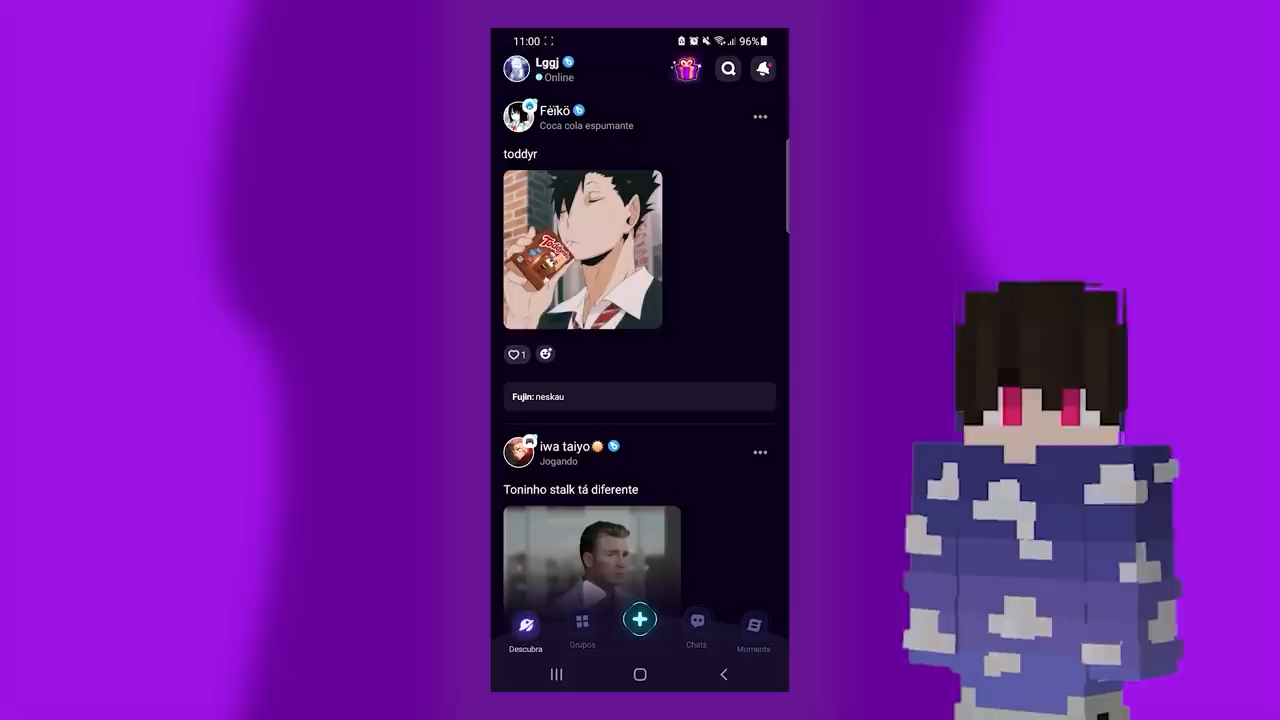 11:00
96%
Lggj
Online
Fëïkö
Coca cola espumante
toddyr
1
Fujin: neskau
iwa taiyo
Jogando
Toninho stalk tá diferente
Descubra
Grupos
Chats
Moments